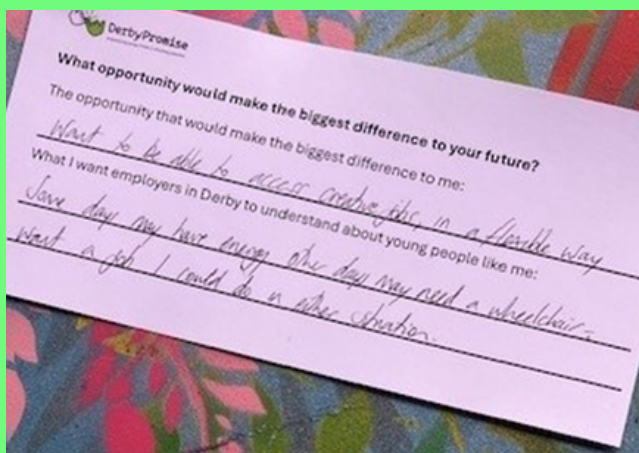 DerbyPromise
What opportunity would make the biggest difference to your future?
The opportunity that would make the biggest difference to me:
Want to be able to access creative jobs, in a flexible way
What I want employers in Derby to understand about young people like me:
Some days may have energy other days may need a wheelchair -
want a job I could do in either situation.